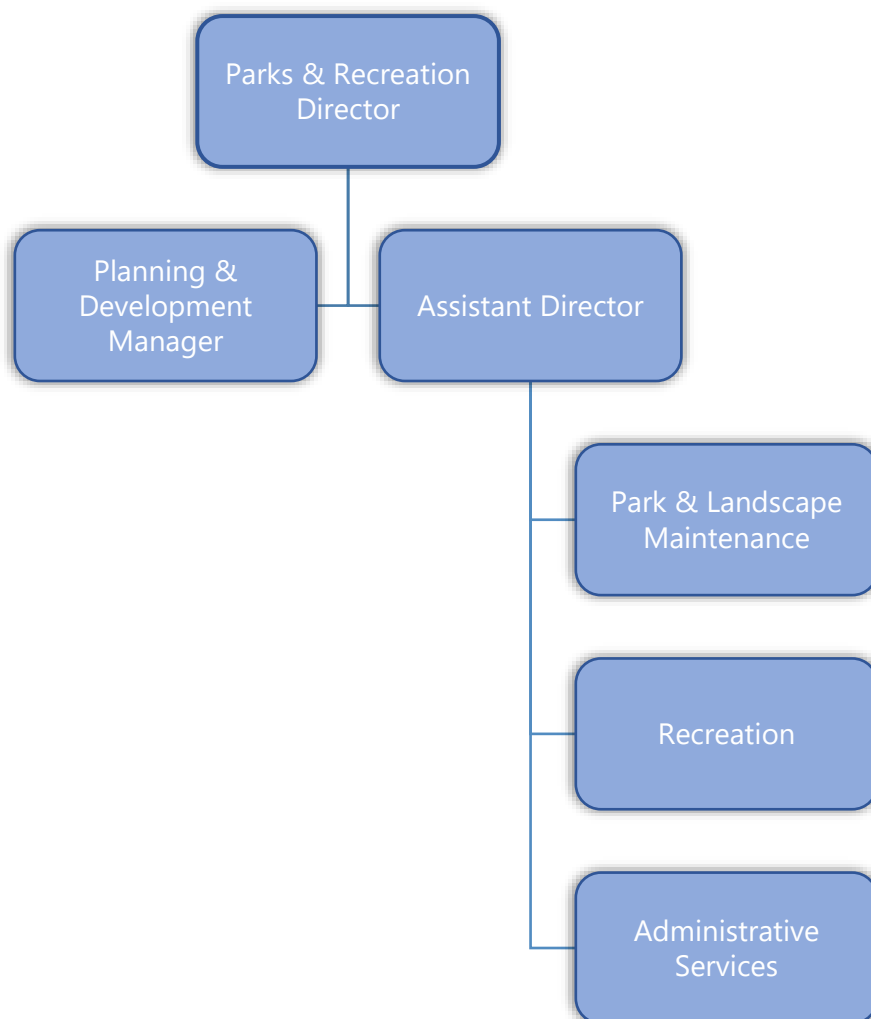 Parks & Recreation
Director
Planning &
Development
Manager
Assistant Director
Park & Landscape
Maintenance
Recreation
Administrative
Services